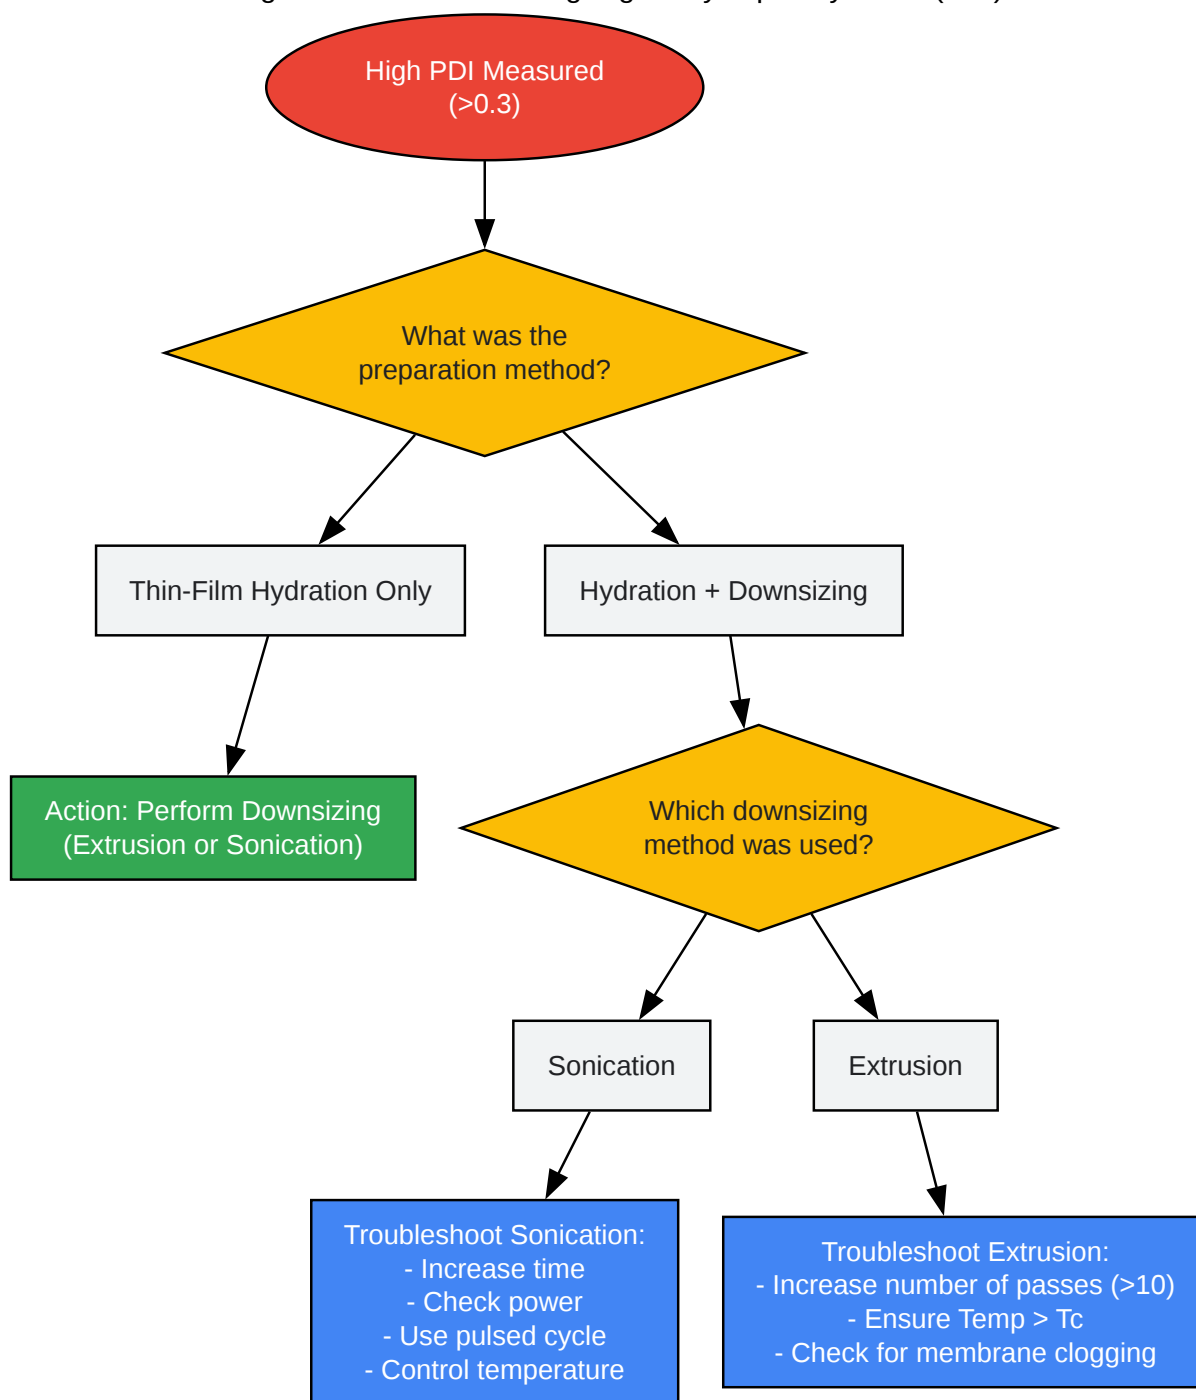 High PDI Measured
(>0.3)
What was the
preparation method?
Thin-Film Hydration Only
Hydration + Downsizing
Action: Perform Downsizing
(Extrusion or Sonication)
Which downsizing
method was used?
Sonication
Extrusion
Troubleshoot Sonication:
- Increase time
- Check power
- Use pulsed cycle
- Control temperature
Troubleshoot Extrusion:
- Increase number of passes (>10)
- Ensure Temp > Tc
- Check for membrane clogging